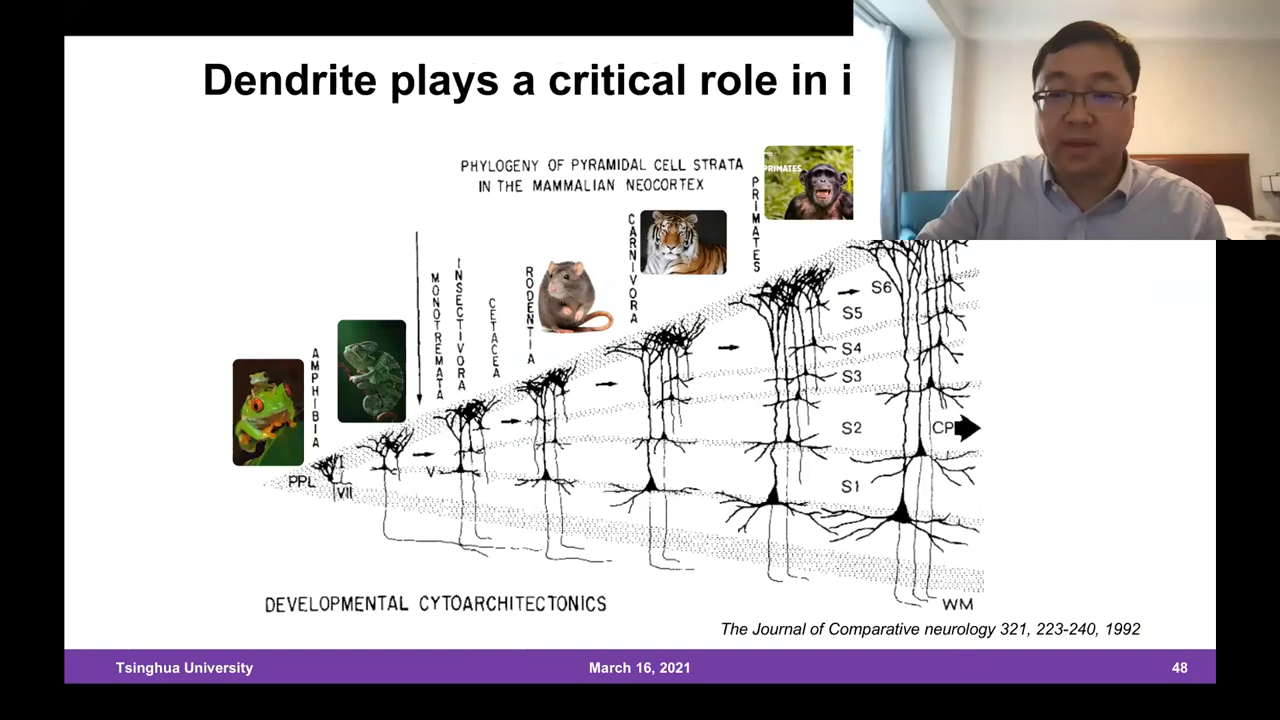 Dendrite plays a critical role in i
PHYLOGENY OF PYRAMIDAL CELL STRATA
IN THE MAMMALIAN NEOCORTEX
PRIMATES
PRIMATES
CARNIVORA
RODENTIA
CETACEA
INSECTIVORA
MONOTREMATA
AMPHIBIA
S6
S5
S4
S3
S2
CP
S1
PPL
I
VII
V
WM
DEVELOPMENTAL CYTOARCHITECTONICS
The Journal of Comparative neurology 321, 223-240, 1992
Tsinghua University
March 16, 2021
48